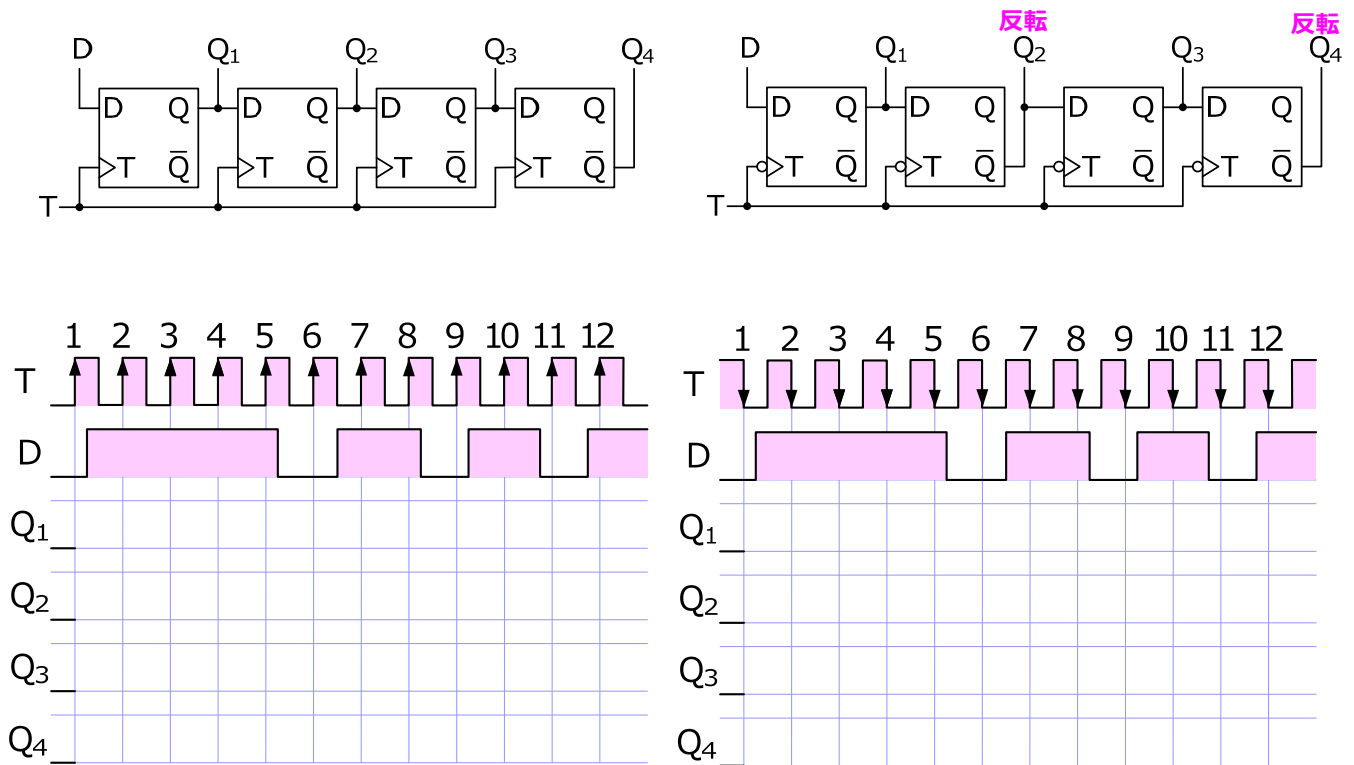 反転 反転
D Q1 Q2 Q3 Q4 D Q1 Q2 Q3 Q4
D Q D Q D Q D Q D Q D Q D Q D Q
T Q̅ T Q̅ T Q̅ T Q̅ T Q̅ T Q̅ T Q̅ T Q̅
T T
1 2 3 4 5 6 7 8 9 10 11 12 1 2 3 4 5 6 7 8 9 10 11 12
T T
D D
Q1 Q1
Q2 Q2
Q3 Q3
Q4 Q4